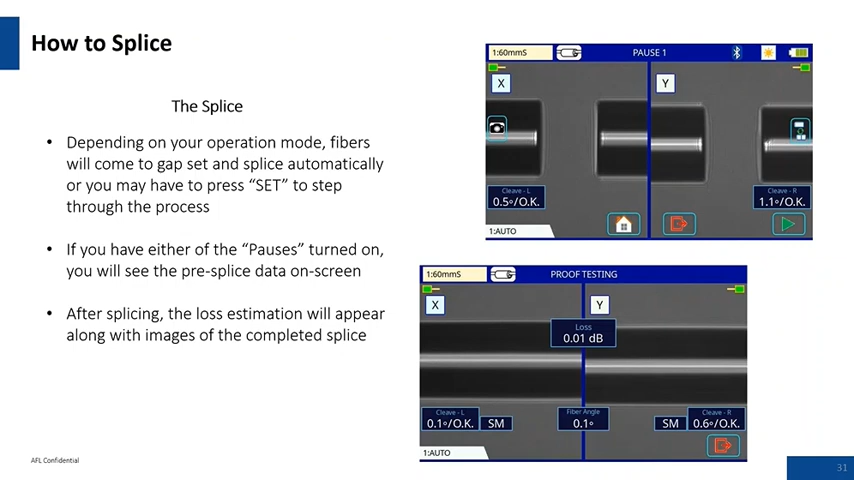 How to Splice
The Splice
• Depending on your operation mode, fibers
will come to gap set and splice automatically
or you may have to press “SET” to step
through the process
• If you have either of the “Pauses” turned on,
you will see the pre-splice data on-screen
• After splicing, the loss estimation will appear
along with images of the completed splice
1:60mmS
PAUSE 1
X
Y
Cleave - L
0.5°/O.K.
Cleave - R
1.1°/O.K.
1:AUTO
1:60mmS
PROOF TESTING
X
Y
Loss
0.01 dB
Cleave - L
0.1°/O.K.
SM
Fiber Angle
0.1°
SM
Cleave - R
0.6°/O.K.
1:AUTO
AFL Confidential
31